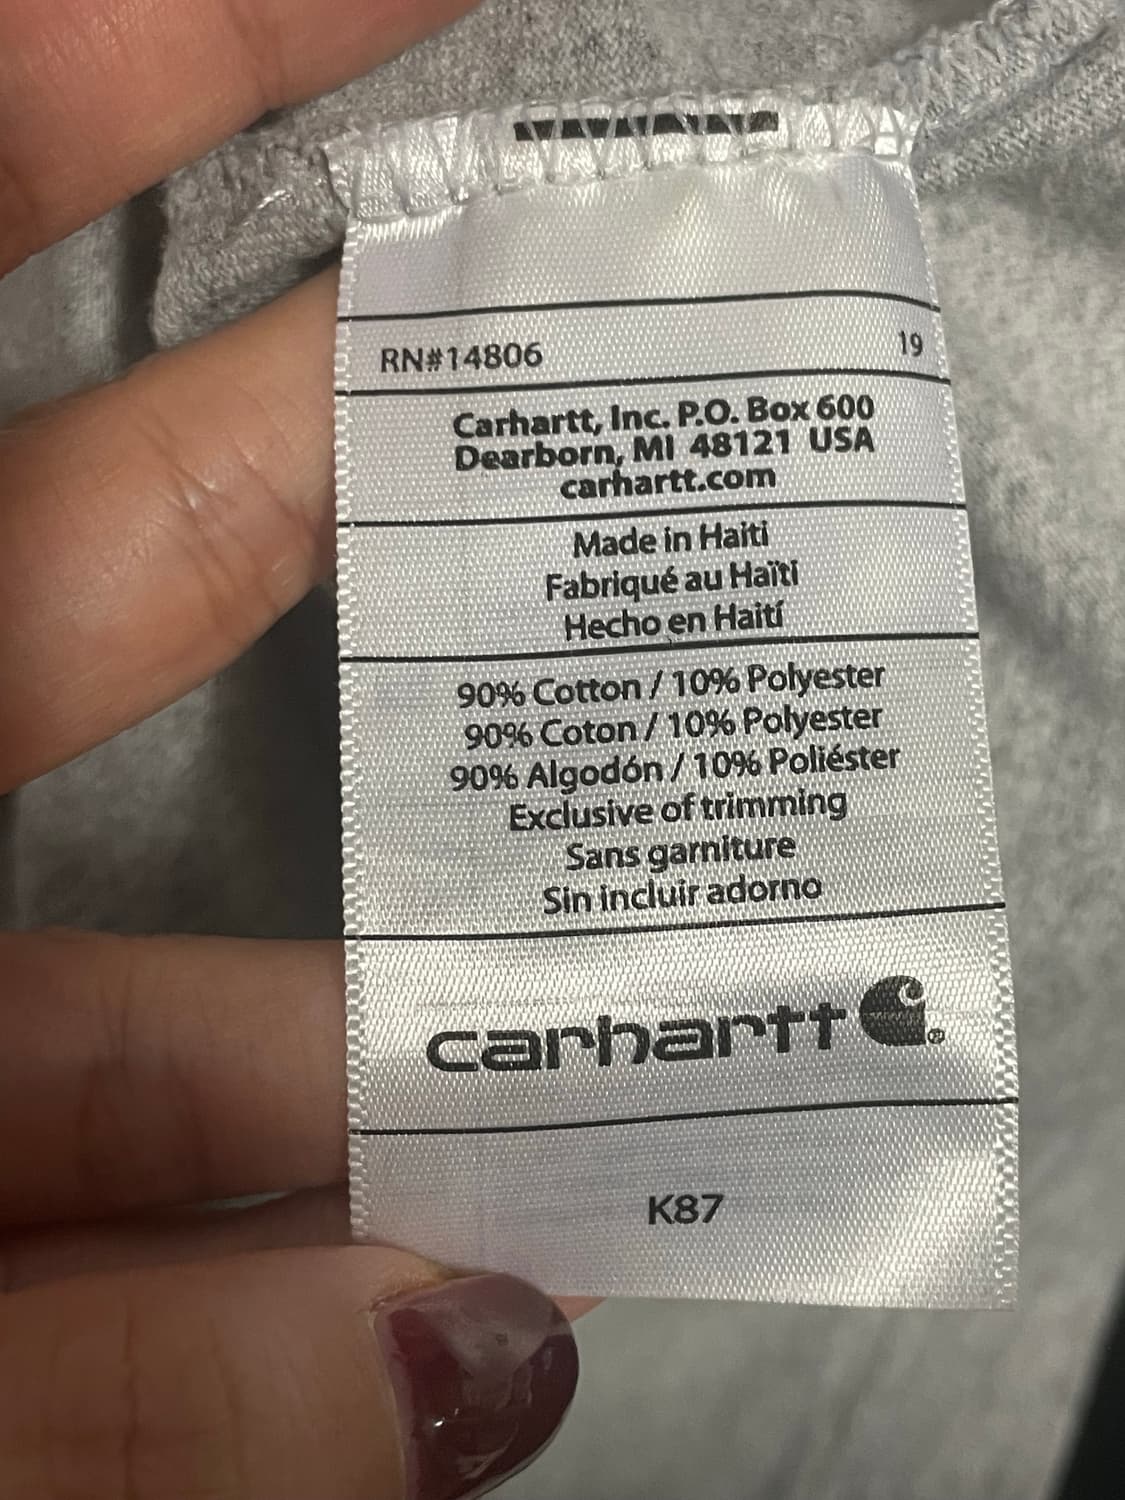 RN#14806 19
Carhartt, Inc. P.O. Box 600
Dearborn, MI 48121 USA
carhartt.com
Made in Haiti
Fabriqué au Haïti
Hecho en Haití
90% Cotton / 10% Polyester
90% Coton / 10% Polyester
90% Algodón / 10% Poliéster
Exclusive of trimming
Sans garniture
Sin incluir adorno
carhartt ®
K87